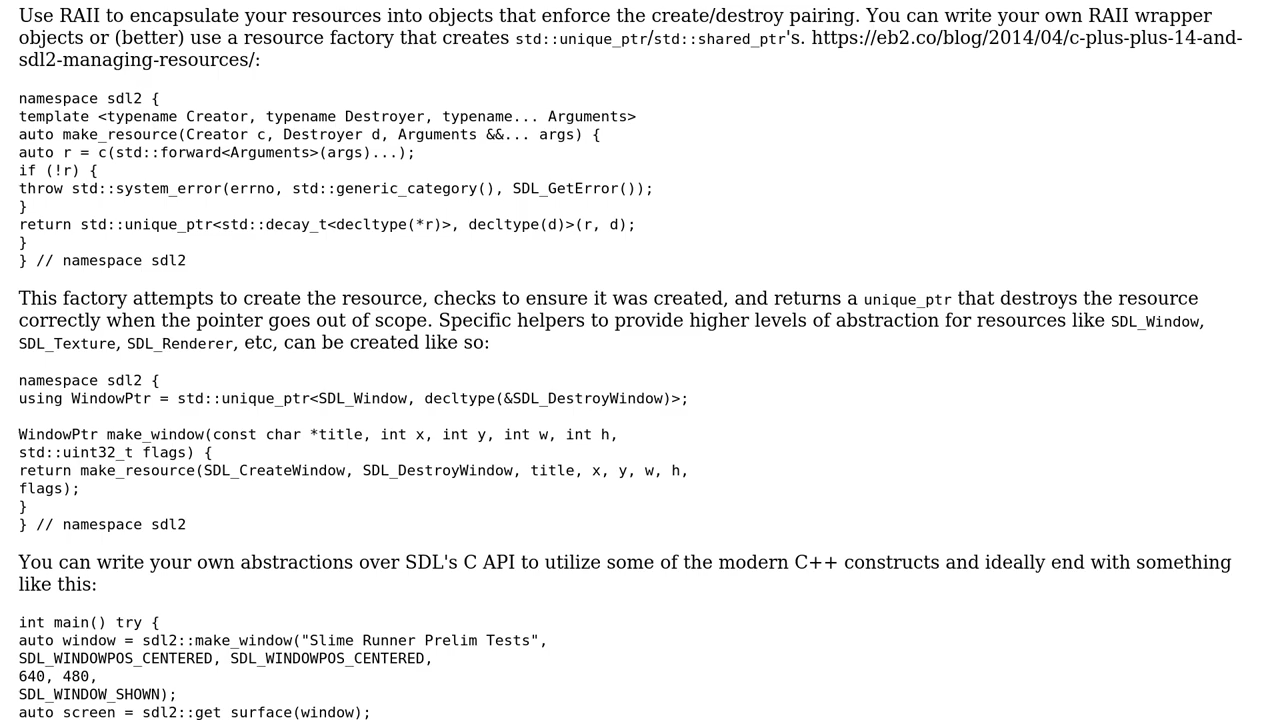 Use RAII to encapsulate your resources into objects that enforce the create/destroy pairing. You can write your own RAII wrapper
objects or (better) use a resource factory that creates std::unique_ptr/std::shared_ptr's. https://eb2.co/blog/2014/04/c-plus-plus-14-and-
sdl2-managing-resources/:
namespace sdl2 {
template <typename Creator, typename Destroyer, typename... Arguments>
auto make_resource(Creator c, Destroyer d, Arguments &&... args) {
auto r = c(std::forward<Arguments>(args)...);
if (!r) {
throw std::system_error(errno, std::generic_category(), SDL_GetError());
}
return std::unique_ptr<std::decay_t<decltype(*r)>, decltype(d)>(r, d);
}
} // namespace sdl2
This factory attempts to create the resource, checks to ensure it was created, and returns a unique_ptr that destroys the resource
correctly when the pointer goes out of scope. Specific helpers to provide higher levels of abstraction for resources like SDL_Window,
SDL_Texture, SDL_Renderer, etc, can be created like so:
namespace sdl2 {
using WindowPtr = std::unique_ptr<SDL_Window, decltype(&SDL_DestroyWindow)>;
WindowPtr make_window(const char *title, int x, int y, int w, int h,
std::uint32_t flags) {
return make_resource(SDL_CreateWindow, SDL_DestroyWindow, title, x, y, w, h,
flags);
}
} // namespace sdl2
You can write your own abstractions over SDL's C API to utilize some of the modern C++ constructs and ideally end with something
like this:
int main() try {
auto window = sdl2::make_window("Slime Runner Prelim Tests",
SDL_WINDOWPOS_CENTERED, SDL_WINDOWPOS_CENTERED,
640, 480,
SDL_WINDOW_SHOWN);
auto screen = sdl2::get_surface(window);